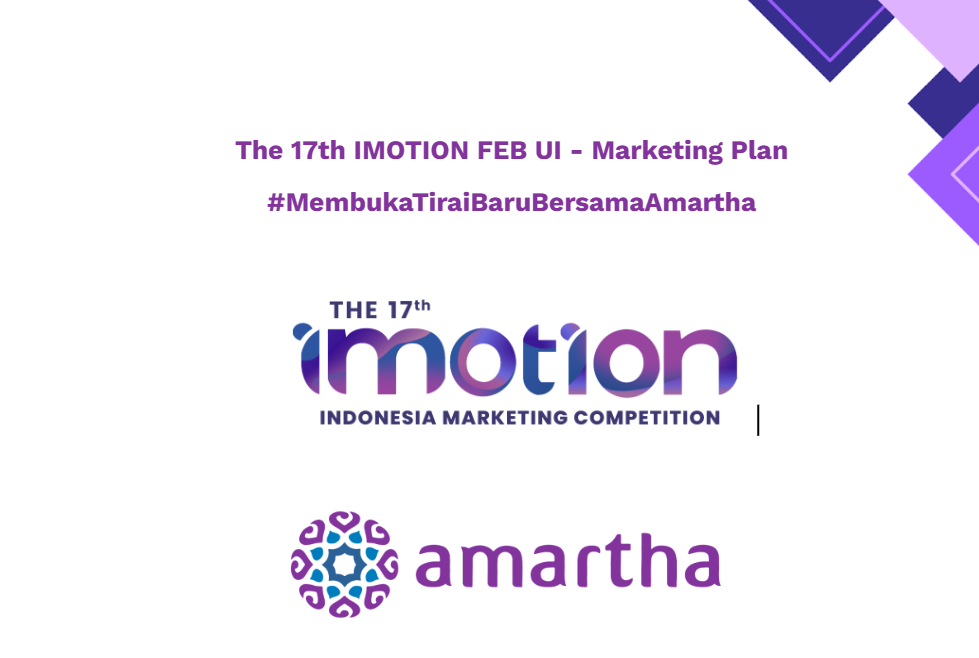 The 17th IMOTION FEB UI - Marketing Plan
#MembukaTiraiBaruBersamaAmartha
THE 17th
imotion
INDONESIA MARKETING COMPETITION
amartha